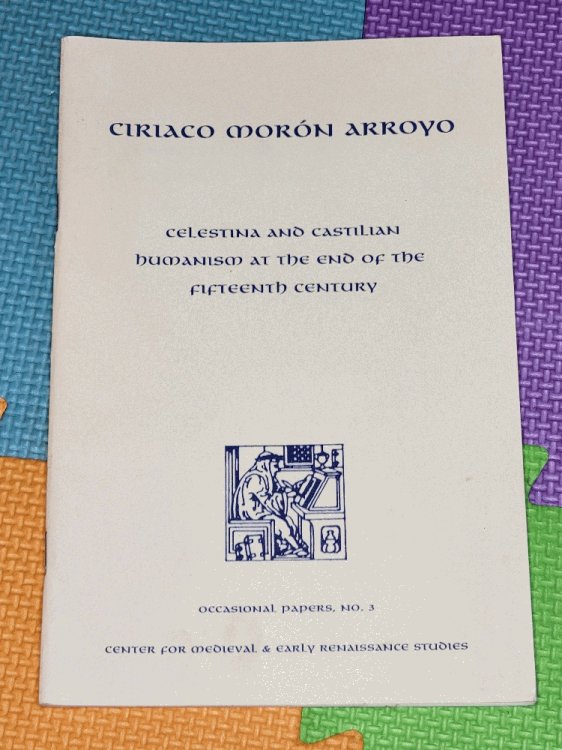 CIRIACO MORÓN ARROYO
CELESTINA AND CASTILIAN
HUMANISM AT THE END OF THE
FIFTEENTH CENTURY
OCCASIONAL PAPERS, NO. 3
CENTER FOR MEDIEVAL & EARLY RENAISSANCE STUDIES